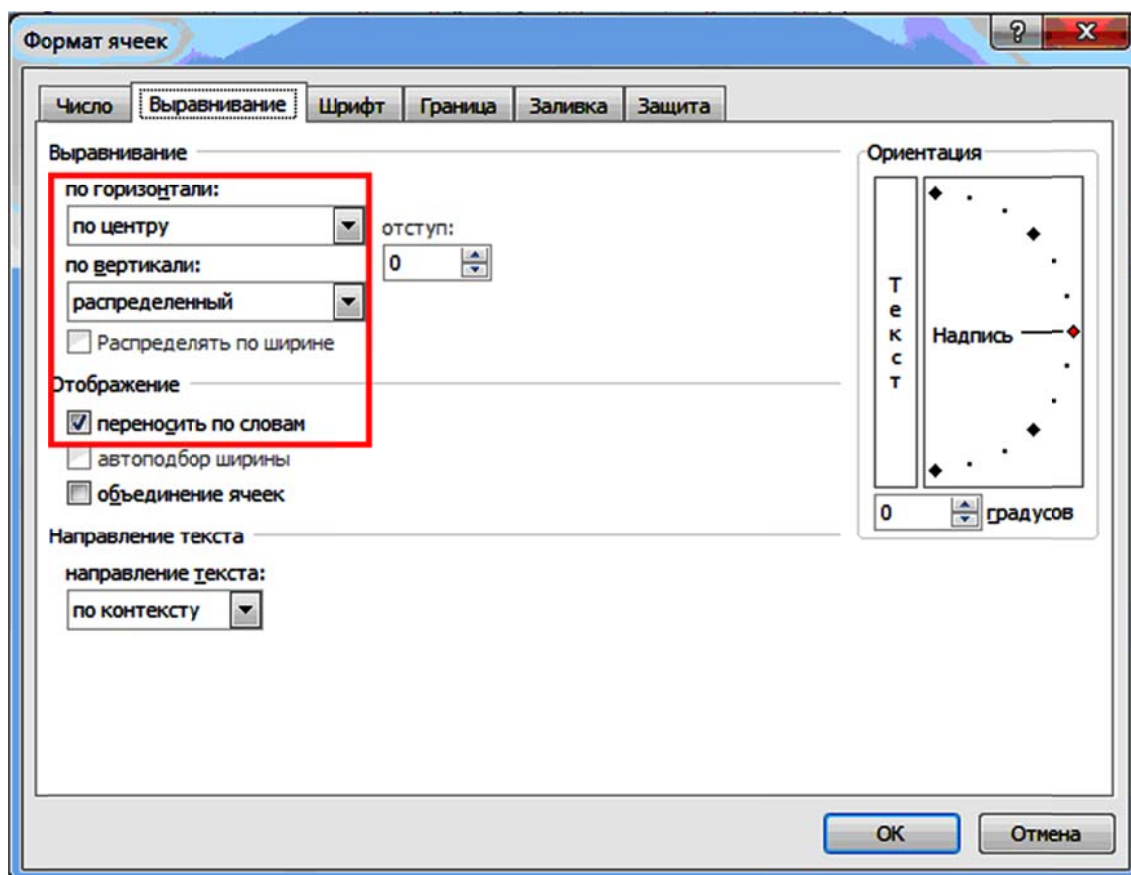 Формат ячеек
Число Выравнивание Шрифт Граница Заливка Защита
Выравнивание
по горизонтали:
по центру
отступ:
0
по вертикали:
распределенный
Распределять по ширине
Отображение
переносить по словам
автоподбор ширины
объединение ячеек
Направление текста
направление текста:
по контексту
Ориентация
Текст
Надпись
0 градусов
ОК Отмена